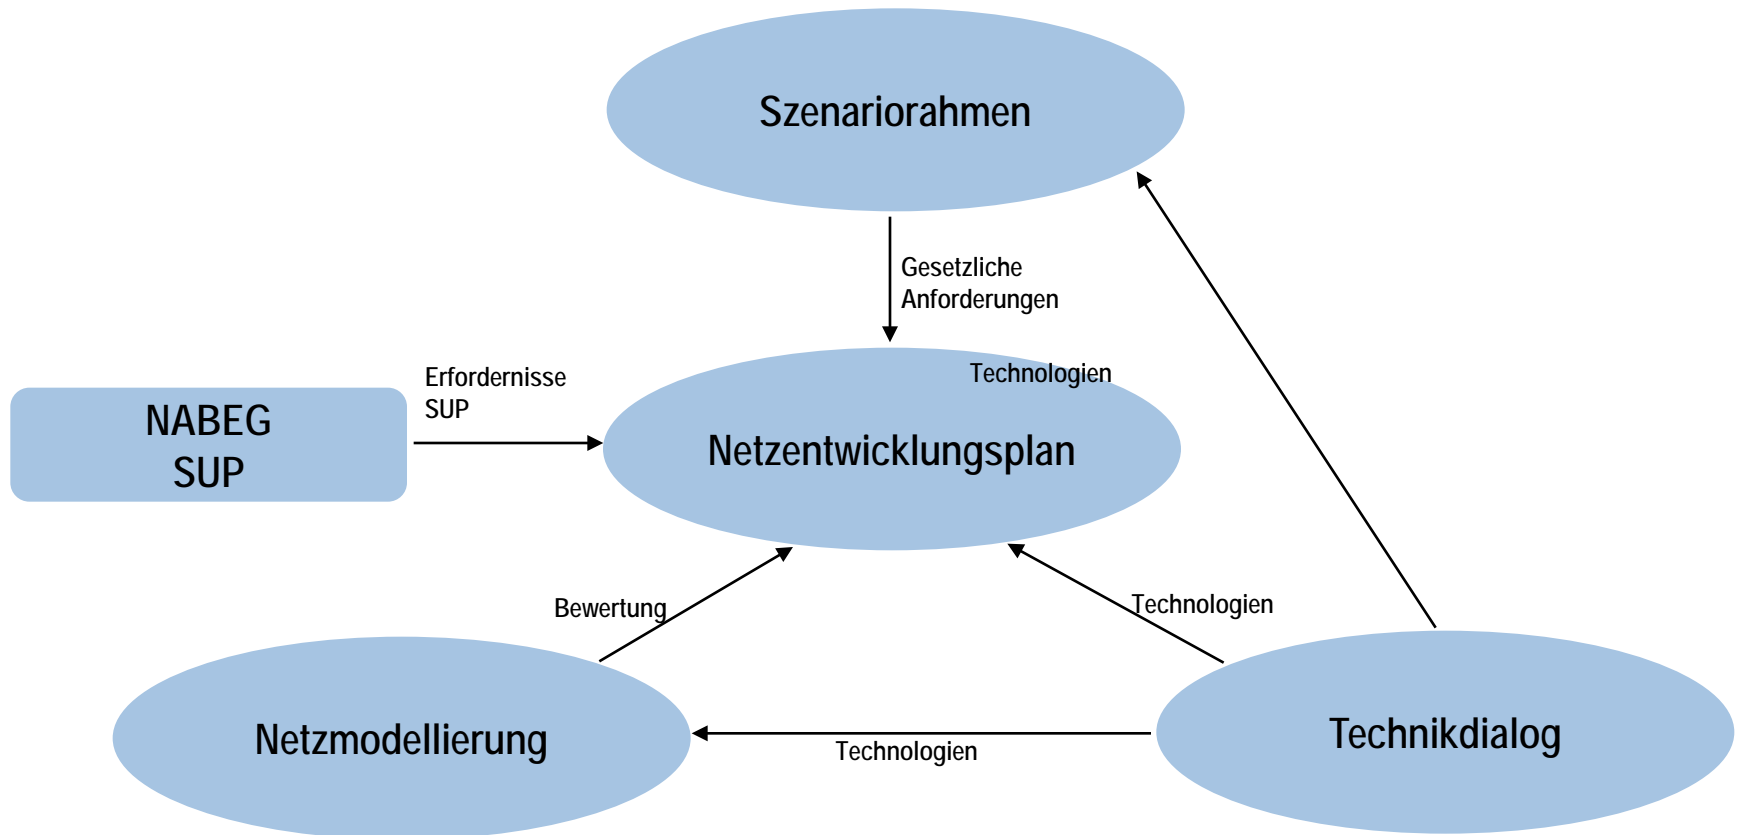 Szenariorahmen
Gesetzliche
Anforderungen
Technologien
Erfordernisse
SUP
NABEG
SUP
Netzentwicklungsplan
Bewertung
Technologien
Netzmodellierung
Technologien
Technikdialog